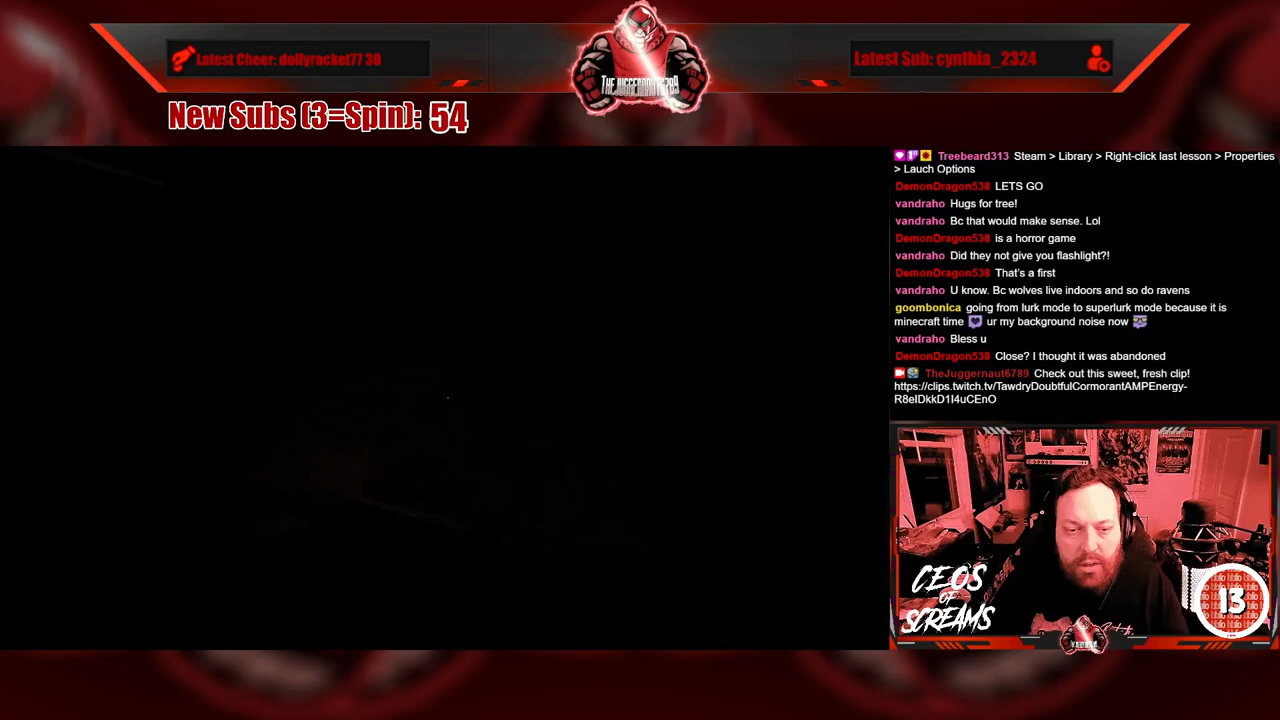 Latest Cheer: dollyrocket77 30
THEJUGGERNAUT6789
Latest Sub: cynthia_2324
New Subs (3=Spin): 54
Treebeard313 Steam > Library > Right-click last lesson > Properties
> Lauch Options
DemonDragon538 LETS GO
vandraho Hugs for tree!
vandraho Bc that would make sense. Lol
DemonDragon538 is a horror game
vandraho Did they not give you flashlight?!
DemonDragon538 That's a first
vandraho U know. Bc wolves live indoors and so do ravens
goombonica going from lurk mode to superlurk mode because it is
minecraft time ur my background noise now
vandraho Bless u
DemonDragon538 Close? I thought it was abandoned
TheJuggernaut6789 Check out this sweet, fresh clip!
https://clips.twitch.tv/TawdryDoubtfulCormorantAMPEnergy-
R8eIDkkD1I4uCEnO
CEOS
OF
SCREAMS
13